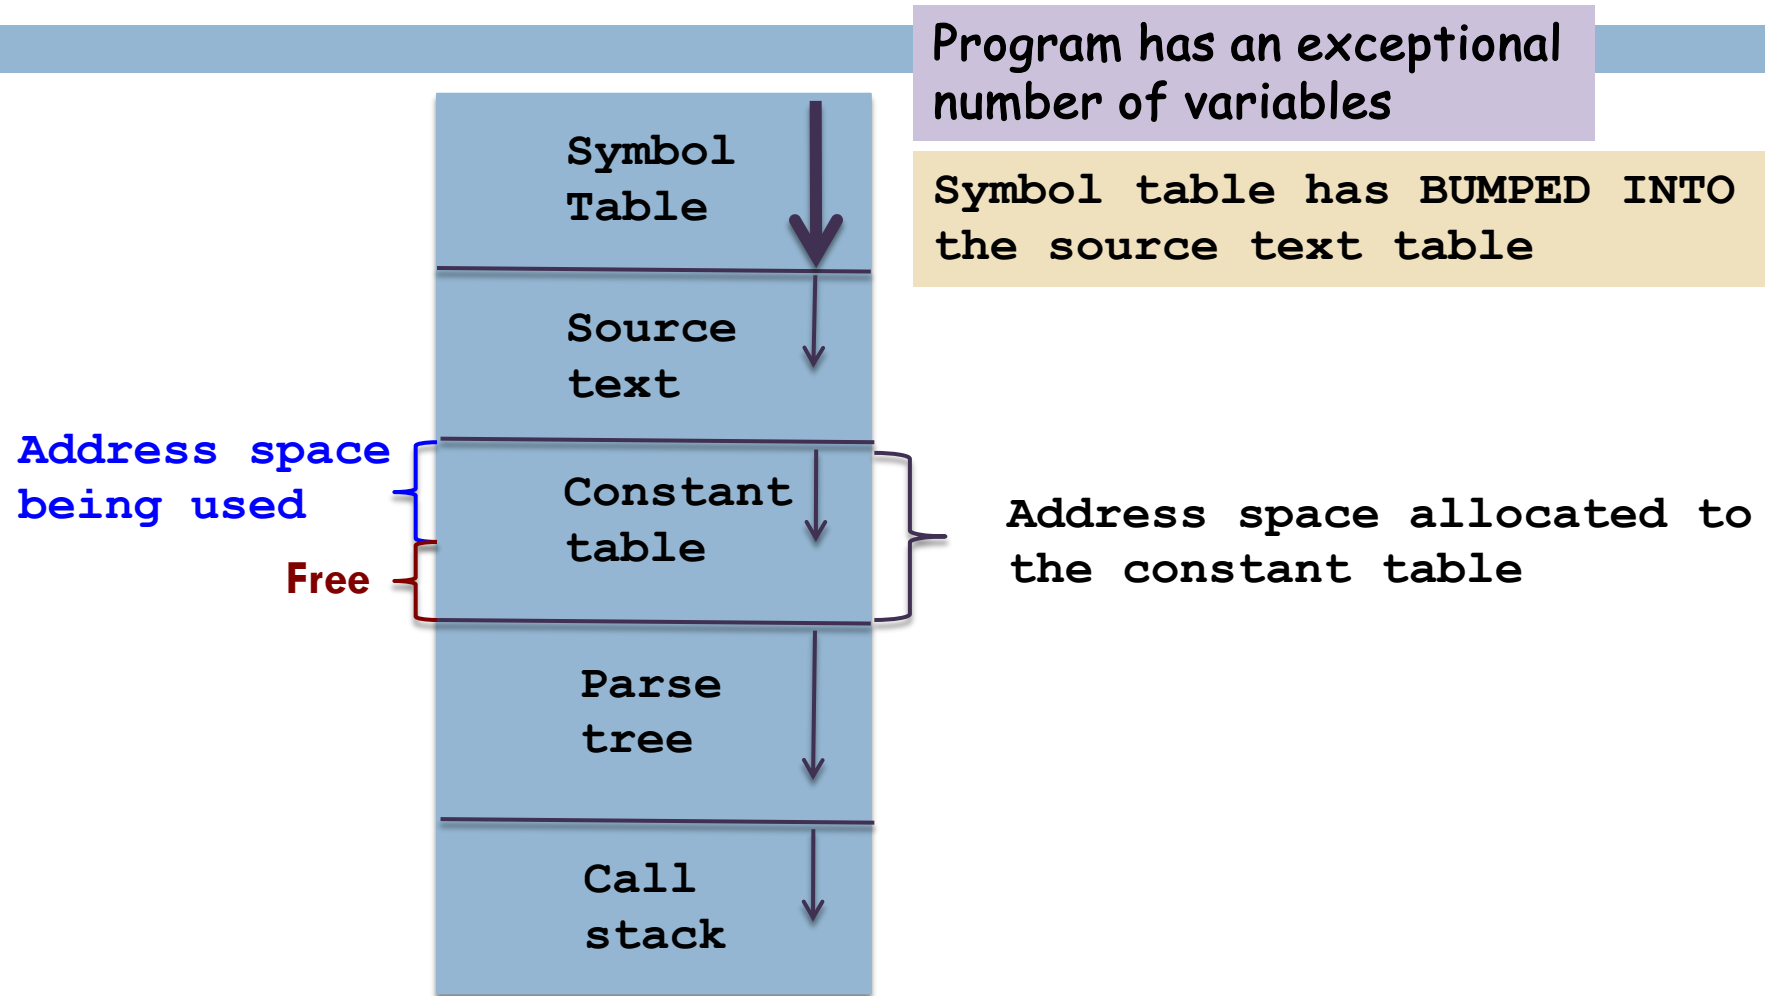 Program has an exceptional
number of variables
Symbol table has BUMPED INTO
the source text table
Symbol
Table
Source
text
Address space
being used
Free
Constant
table
Address space allocated to
the constant table
Parse
tree
Call
stack